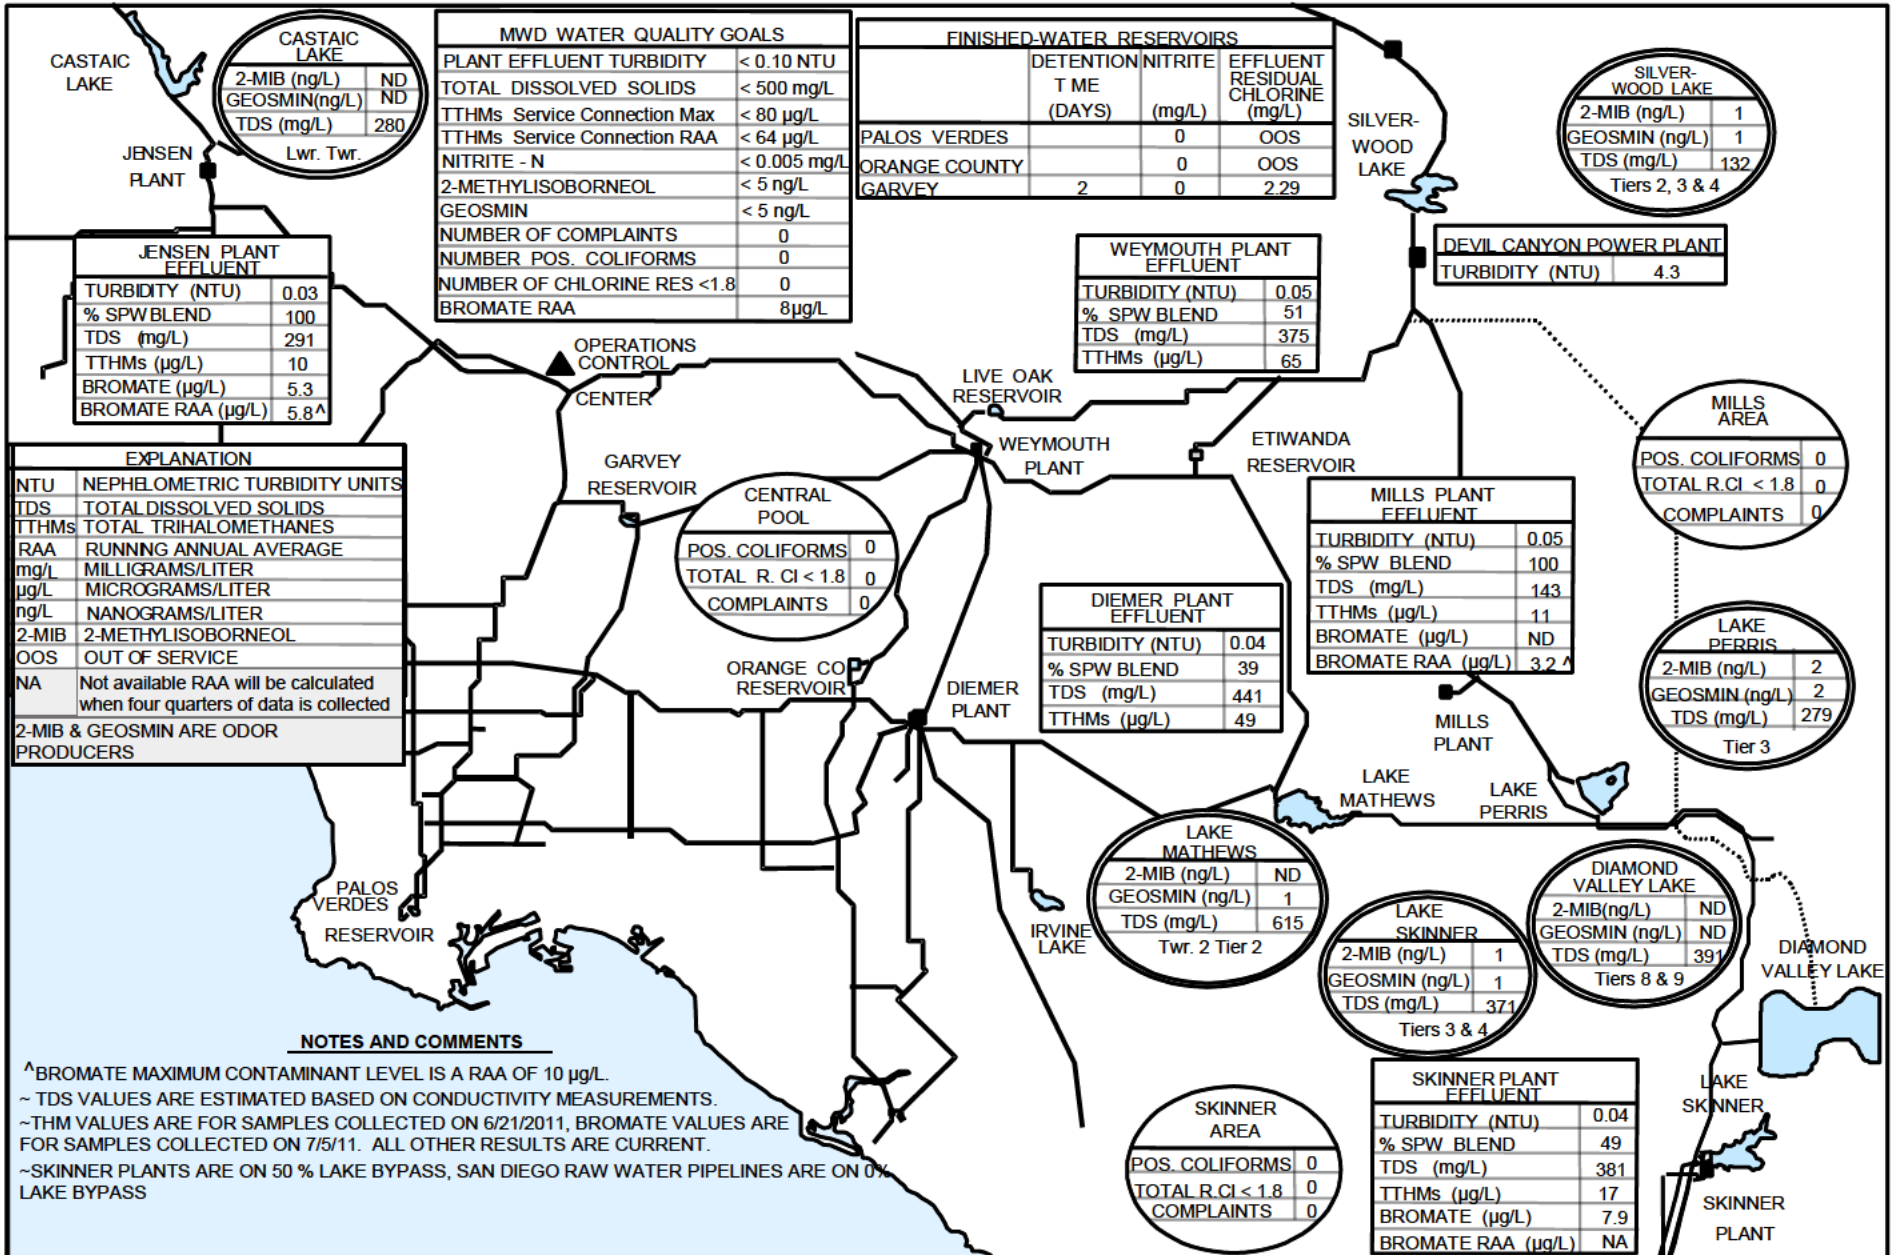 CASTAIC
LAKE
CASTAIC
LAKE
2-MIB (ng/L) ND
GEOSMIN(ng/L) ND
TDS (mg/L) 280
Lwr. Twr.
JENSEN
PLANT
MWD WATER QUALITY GOALS
PLANT EFFLUENT TURBIDITY < 0.10 NTU
TOTAL DISSOLVED SOLIDS < 500 mg/L
TTHMs Service Connection Max < 80 µg/L
TTHMs Service Connection RAA < 64 µg/L
NITRITE - N < 0.005 mg/L
2-METHYLISOBORNEOL < 5 ng/L
GEOSMIN < 5 ng/L
NUMBER OF COMPLAINTS 0
NUMBER POS. COLIFORMS 0
NUMBER OF CHLORINE RES <1.8 0
BROMATE RAA 8µg/L
FINISHED-WATER RESERVOIRS
DETENTION NITRITE EFFLUENT
T ME RESIDUAL
CHLORINE
(DAYS) (mg/L) (mg/L)
PALOS VERDES 0 OOS
ORANGE COUNTY 0 OOS
GARVEY 2 0 2.29
SILVER-
WOOD
LAKE
SILVER-
WOOD LAKE
2-MIB (ng/L) 1
GEOSMIN (ng/L) 1
TDS (mg/L) 132
Tiers 2, 3 & 4
DEVIL CANYON POWER PLANT
TURBIDITY (NTU) 4.3
JENSEN PLANT
EFFLUENT
TURBIDITY (NTU) 0.03
% SPW BLEND 100
TDS (mg/L) 291
TTHMs (µg/L) 10
BROMATE (µg/L) 5.3
BROMATE RAA (µg/L) 5.8^
WEYMOUTH PLANT
EFFLUENT
TURBIDITY (NTU) 0.05
% SPW BLEND 51
TDS (mg/L) 375
TTHMs (µg/L) 65
OPERATIONS
CONTROL
CENTER
LIVE OAK
RESERVOIR
WEYMOUTH
PLANT
ETIWANDA
RESERVOIR
GARVEY
RESERVOIR
MILLS
AREA
POS. COLIFORMS 0
TOTAL R.CI < 1.8 0
COMPLAINTS 0
EXPLANATION
NTU NEPHELOMETRIC TURBIDITY UNITS
TDS TOTAL DISSOLVED SOLIDS
TTHMs TOTAL TRIHALOMETHANES
RAA RUNNING ANNUAL AVERAGE
mg/L MILLIGRAMS/LITER
µg/L MICROGRAMS/LITER
ng/L NANOGRAMS/LITER
2-MIB 2-METHYLISOBORNEOL
OOS OUT OF SERVICE
NA Not available RAA will be calculated
when four quarters of data is collected
2-MIB & GEOSMIN ARE ODOR
PRODUCERS
CENTRAL
POOL
POS. COLIFORMS 0
TOTAL R. CI < 1.8 0
COMPLAINTS 0
MILLS PLANT
EFFLUENT
TURBIDITY (NTU) 0.05
% SPW BLEND 100
TDS (mg/L) 143
TTHMs (µg/L) 11
BROMATE (µg/L) ND
BROMATE RAA (µg/L) 3.2 ^
DIEMER PLANT
EFFLUENT
TURBIDITY (NTU) 0.04
% SPW BLEND 39
TDS (mg/L) 441
TTHMs (µg/L) 49
ORANGE CO
RESERVOIR
DIEMER
PLANT
MILLS
PLANT
LAKE
PERRIS
2-MIB (ng/L) 2
GEOSMIN (ng/L) 2
TDS (mg/L) 279
Tier 3
LAKE
MATHEWS
LAKE
PERRIS
LAKE
MATHEWS
2-MIB (ng/L) ND
GEOSMIN (ng/L) 1
TDS (mg/L) 615
Twr. 2 Tier 2
PALOS
VERDES
RESERVOIR
IRVINE
LAKE
LAKE
SKINNER
2-MIB (ng/L) 1
GEOSMIN (ng/L) 1
TDS (mg/L) 371
Tiers 3 & 4
DIAMOND
VALLEY LAKE
2-MIB(ng/L) ND
GEOSMIN (ng/L) ND
TDS (mg/L) 391
Tiers 8 & 9
DIAMOND
VALLEY LAKE
NOTES AND COMMENTS
^BROMATE MAXIMUM CONTAMINANT LEVEL IS A RAA OF 10 µg/L.
~ TDS VALUES ARE ESTIMATED BASED ON CONDUCTIVITY MEASUREMENTS.
~THM VALUES ARE FOR SAMPLES COLLECTED ON 6/21/2011, BROMATE VALUES ARE
FOR SAMPLES COLLECTED ON 7/5/11. ALL OTHER RESULTS ARE CURRENT.
~SKINNER PLANTS ARE ON 50 % LAKE BYPASS, SAN DIEGO RAW WATER PIPELINES ARE ON 0%
LAKE BYPASS
SKINNER
AREA
POS. COLIFORMS 0
TOTAL R.CI < 1.8 0
COMPLAINTS 0
SKINNER PLANT
EFFLUENT
TURBIDITY (NTU) 0.04
% SPW BLEND 49
TDS (mg/L) 381
TTHMs (µg/L) 17
BROMATE (µg/L) 7.9
BROMATE RAA (µg/L) NA
LAKE
SKINNER
SKINNER
PLANT